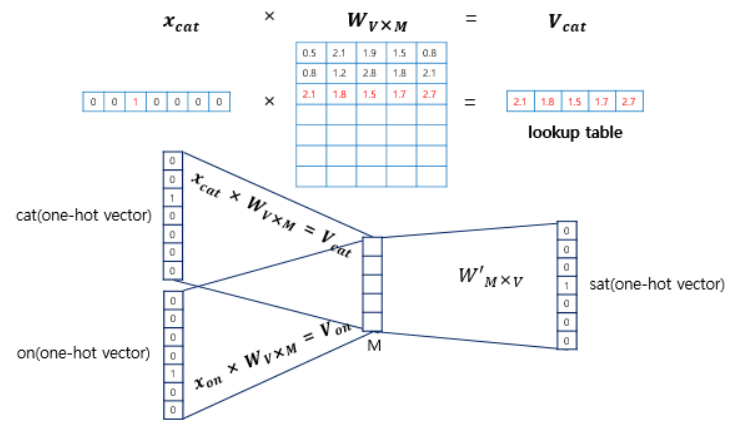 x_cat × W_V×M = V_cat
0.5 2.1 1.9 1.5 0.8
0.8 1.2 2.8 1.8 2.1
0 0 1 0 0 0 0 × 2.1 1.8 1.5 1.7 2.7 = 2.1 1.8 1.5 1.7 2.7
lookup table
0
0
1
0
0
0
0
cat(one-hot vector)
x_cat × W_V×M = V_cat
0
0
0
0
1
0
0
on(one-hot vector)
x_on × W_V×M = V_on
M
W'_M×V
0
0
0
1
0
0
0
sat(one-hot vector)